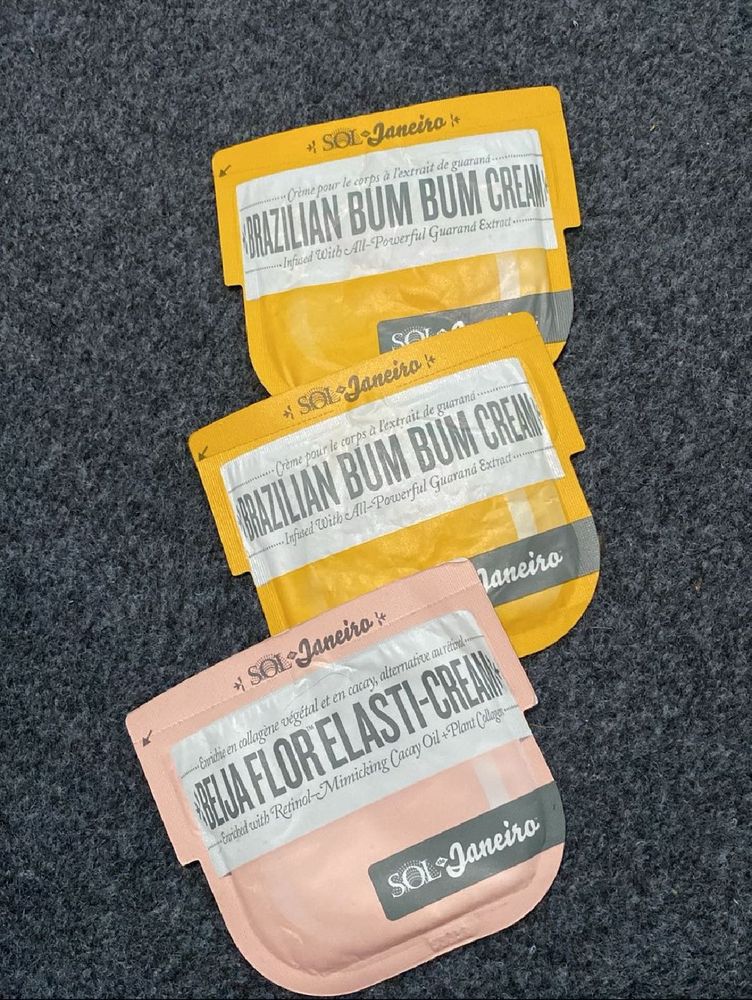 SOL Janeiro
Crème pour le corps à l'extrait de guaraná
BRAZILIAN BUM BUM CREAM
Infused With All-Powerful Guaraná Extract
SOL Janeiro
SOL Janeiro
Crème pour le corps à l'extrait de guaraná
BRAZILIAN BUM BUM CREAM
Infused With All-Powerful Guaraná Extract
Janeiro
SOL Janeiro
Enrichie en collagène végétal et en cacay, alternative au rétinol
BEIJA FLOR™ ELASTI-CREAM
Enriched with Retinol-Mimicking Cacay Oil + Plant Collagen
SOL Janeiro